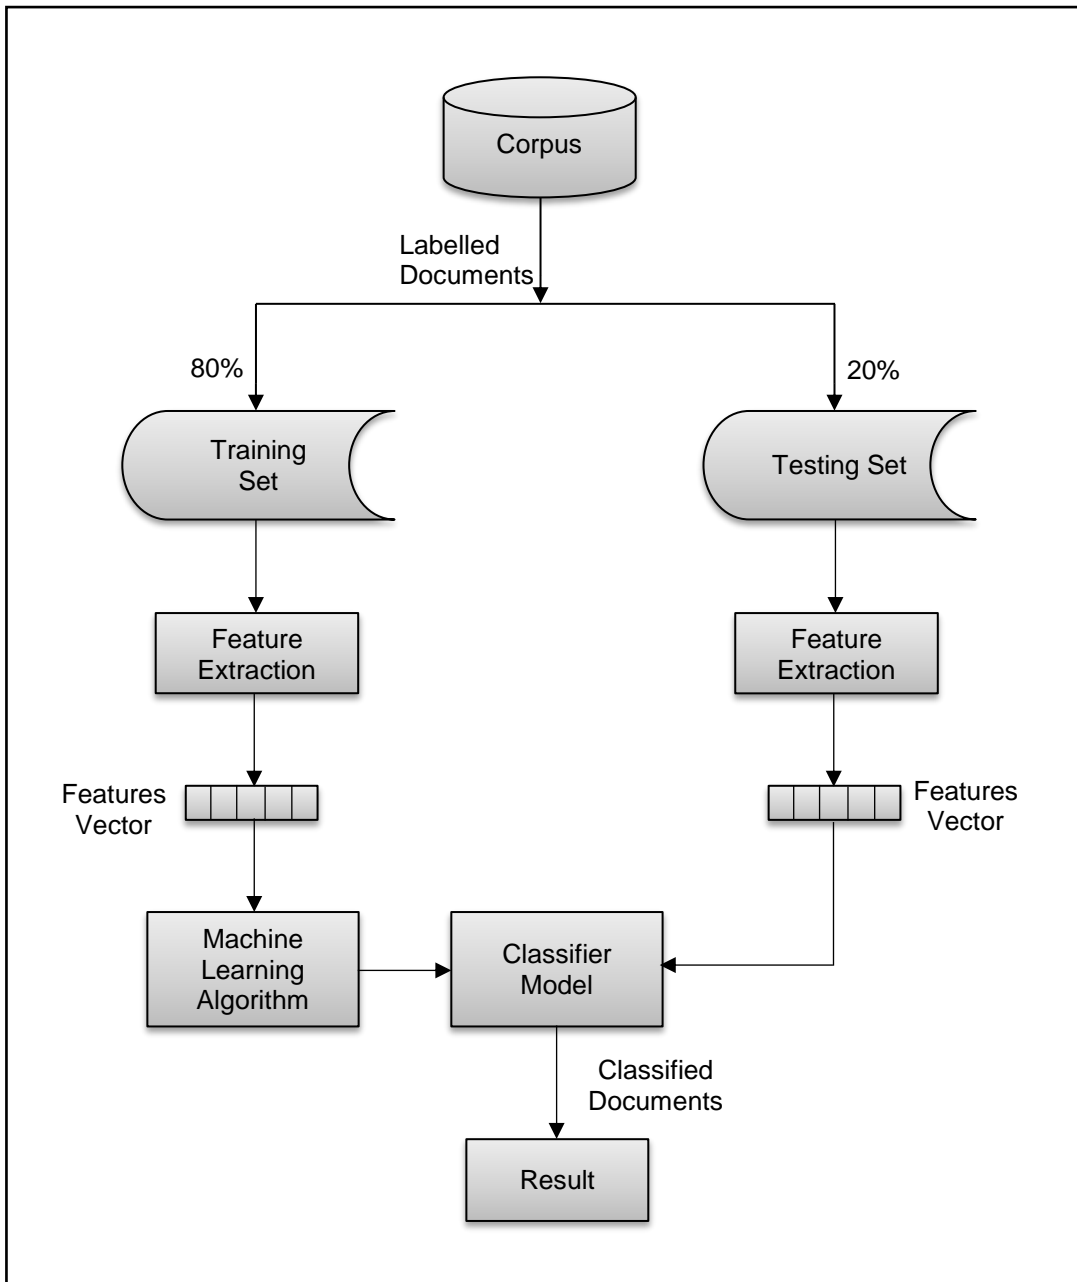 Corpus
Labelled
Documents
80%
20%
Training
Set
Testing Set
Feature
Extraction
Feature
Extraction
Features
Vector
Features
Vector
Machine
Learning
Algorithm
Classifier
Model
Classified
Documents
Result